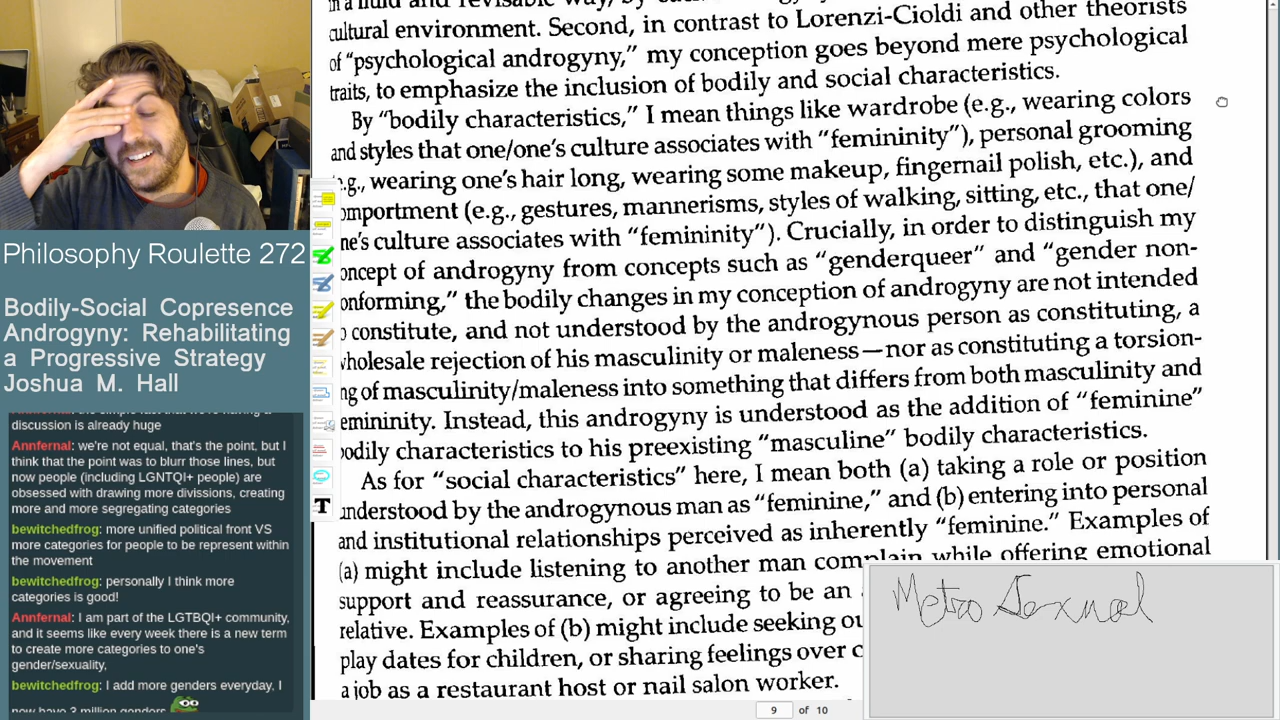 Philosophy Roulette 272
Bodily-Social Copresence
Androgyny: Rehabilitating
a Progressive Strategy
Joshua M. Hall
discussion is already huge
Annfernal: we're not equal, that's the point, but I
think that the point was to blurr those lines, but
now people (including LGNTQI+ people) are
obsessed with drawing more divissions, creating
more and more segregating categories
bewitchedfrog: more unified political front VS
more categories for people to be represent within
the movement
bewitchedfrog: personally I think more
categories is good!
Annfernal: I am part of the LGTBQI+ community,
and it seems like every week there is a new term
to create more categories to one's
gender/sexuality,
bewitchedfrog: I add more genders everyday, I
now have 3 million genders
cultural environment. Second, in contrast to Lorenzi-Cioldi and other theorists
of “psychological androgyny,” my conception goes beyond mere psychological
traits, to emphasize the inclusion of bodily and social characteristics.
By “bodily characteristics,” I mean things like wardrobe (e.g., wearing colors
and styles that one/one's culture associates with “femininity”), personal grooming
e.g., wearing one's hair long, wearing some makeup, fingernail polish, etc.), and
omportment (e.g., gestures, mannerisms, styles of walking, sitting, etc., that one/
ne's culture associates with “femininity”). Crucially, in order to distinguish my
oncept of androgyny from concepts such as “genderqueer” and “gender non-
onforming,” the bodily changes in my conception of androgyny are not intended
o constitute, and not understood by the androgynous person as constituting, a
wholesale rejection of his masculinity or maleness—nor as constituting a torsion-
ng of masculinity/maleness into something that differs from both masculinity and
emininity. Instead, this androgyny is understood as the addition of “feminine”
bodily characteristics to his preexisting “masculine” bodily characteristics.
As for “social characteristics” here, I mean both (a) taking a role or position
understood by the androgynous man as “feminine,” and (b) entering into personal
and institutional relationships perceived as inherently “feminine.” Examples of
(a) might include listening to another man complain while offering emotional
support and reassurance, or agreeing to be an
relative. Examples of (b) might include seeking ou
play dates for children, or sharing feelings over c
a job as a restaurant host or nail salon worker.
T
Metro Sexual
9 of 10